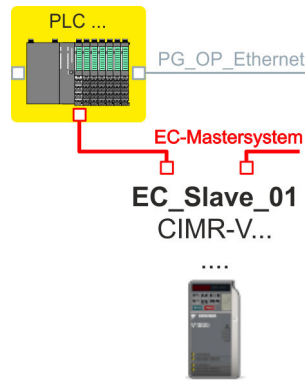 PLC ...
PG_OP_Ethernet
EC-Mastersystem
EC_Slave_01
CIMR-V...
....